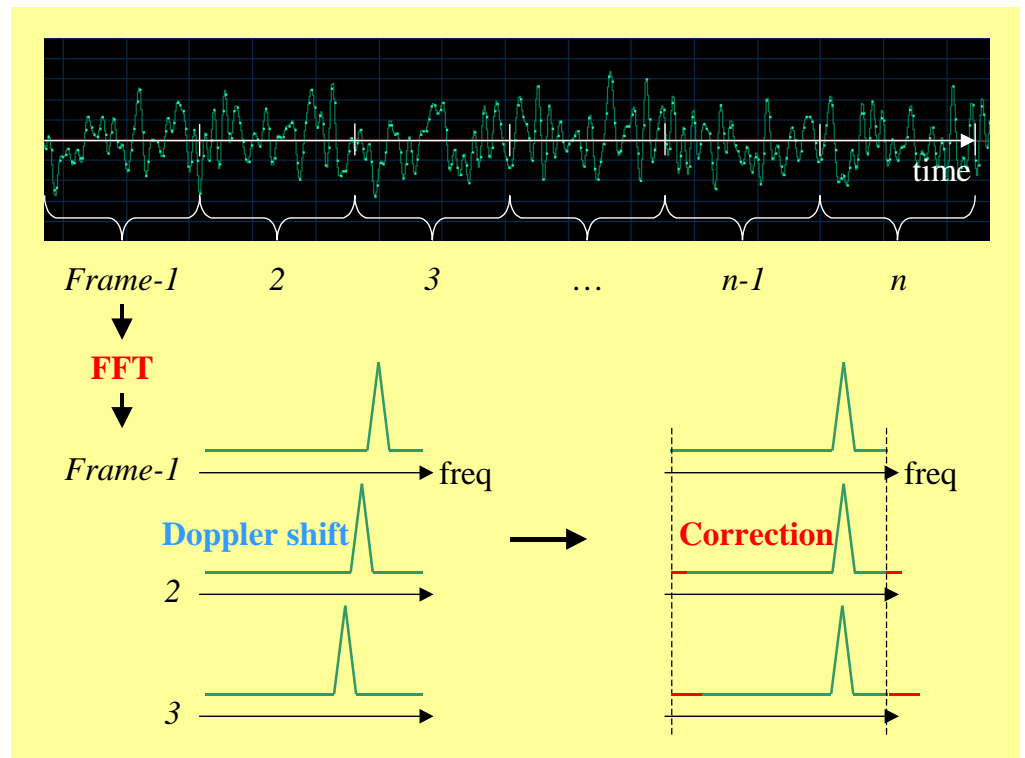 time
Frame-1 2 3 … n-1 n
FFT
Frame-1 freq freq
Doppler shift Correction
2
3